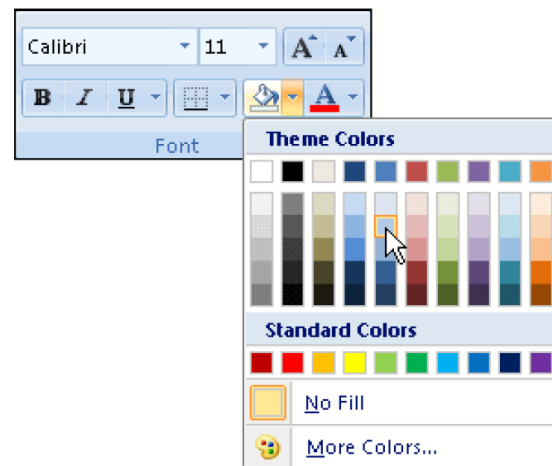 Calibri 11 A A
B I U A
Font
Theme Colors
Standard Colors
No Fill
More Colors...